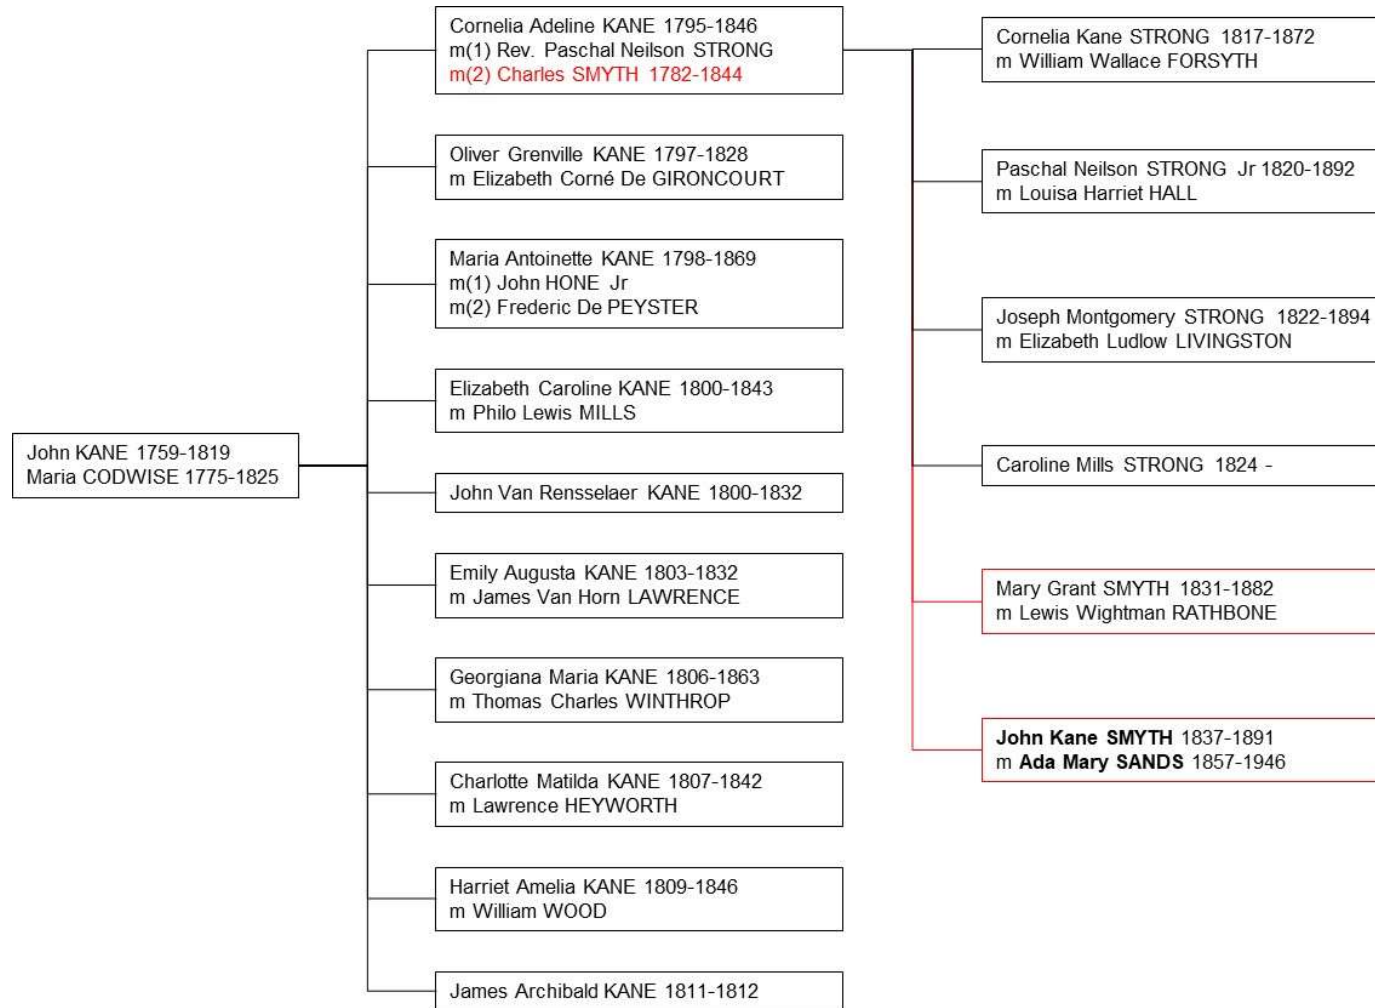 John KANE 1759-1819
Maria CODWISE 1775-1825
Cornelia Adeline KANE 1795-1846
m(1) Rev. Paschal Neilson STRONG
m(2) Charles SMYTH 1782-1844
Oliver Grenville KANE 1797-1828
m Elizabeth Corné De GIRONCOURT
Maria Antoinette KANE 1798-1869
m(1) John HONE Jr
m(2) Frederic De PEYSTER
Elizabeth Caroline KANE 1800-1843
m Philo Lewis MILLS
John Van Rensselaer KANE 1800-1832
Emily Augusta KANE 1803-1832
m James Van Horn LAWRENCE
Georgiana Maria KANE 1806-1863
m Thomas Charles WINTHROP
Charlotte Matilda KANE 1807-1842
m Lawrence HEYWORTH
Harriet Amelia KANE 1809-1846
m William WOOD
James Archibald KANE 1811-1812
Cornelia Kane STRONG 1817-1872
m William Wallace FORSYTH
Paschal Neilson STRONG Jr 1820-1892
m Louisa Harriet HALL
Joseph Montgomery STRONG 1822-1894
m Elizabeth Ludlow LIVINGSTON
Caroline Mills STRONG 1824 -
Mary Grant SMYTH 1831-1882
m Lewis Wightman RATHBONE
John Kane SMYTH 1837-1891
m Ada Mary SANDS 1857-1946